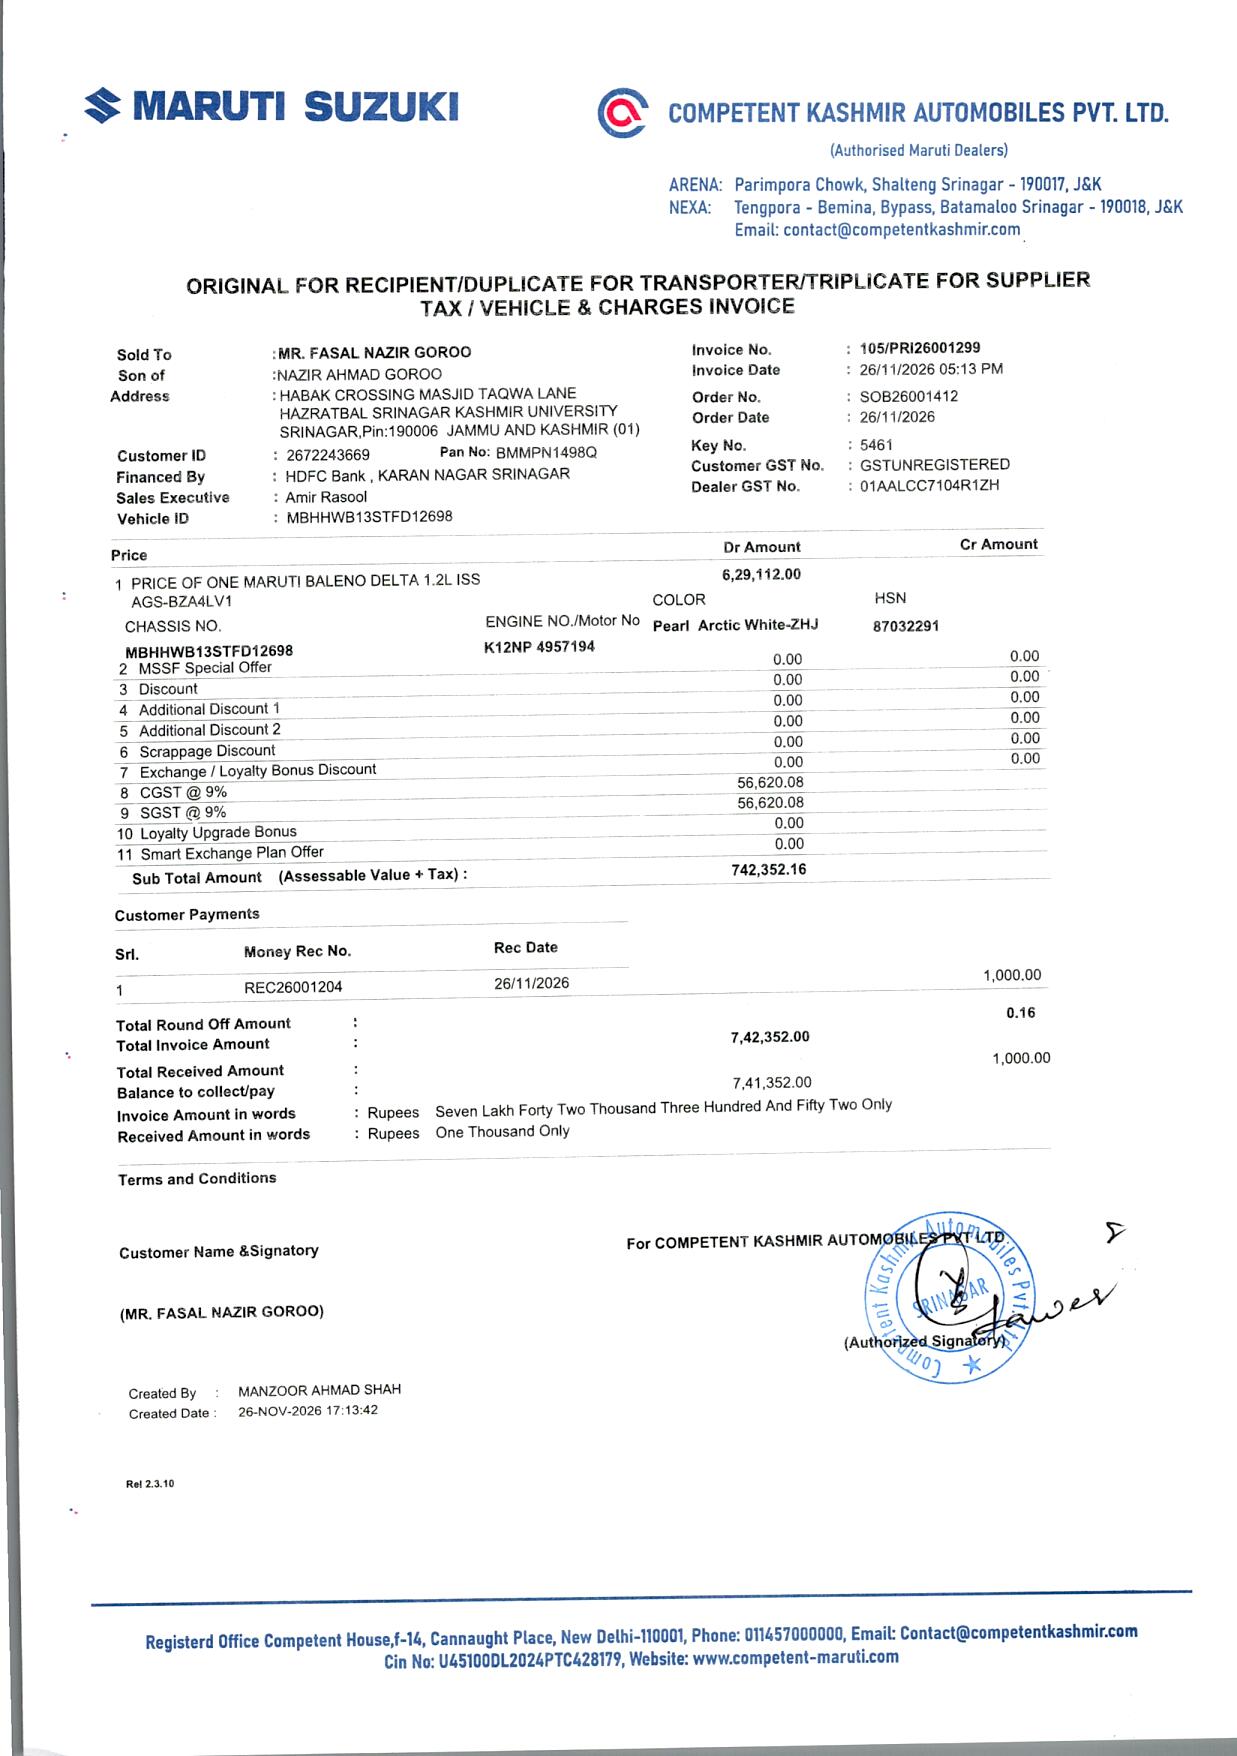 MARUTI SUZUKI
COMPETENT KASHMIR AUTOMOBILES PVT. LTD.
(Authorised Maruti Dealers)
ARENA: Parimpora Chowk, Shalteng Srinagar - 190017, J&K
NEXA: Tengpora - Bemina, Bypass, Batamaloo Srinagar - 190018, J&K
Email: contact@competentkashmir.com
ORIGINAL FOR RECIPIENT/DUPLICATE FOR TRANSPORTER/TRIPLICATE FOR SUPPLIER
TAX / VEHICLE & CHARGES INVOICE
Sold To : MR. FASAL NAZIR GOROO
Son of : NAZIR AHMAD GOROO
Address : HABAK CROSSING MASJID TAQWA LANE
HAZRATBAL SRINAGAR KASHMIR UNIVERSITY
SRINAGAR,Pin:190006 JAMMU AND KASHMIR (01)
Customer ID : 2672243669 Pan No: BMMPN1498Q
Financed By : HDFC Bank , KARAN NAGAR SRINAGAR
Sales Executive : Amir Rasool
Vehicle ID : MBHHWB13STFD12698
Invoice No. : 105/PRI26001299
Invoice Date : 26/11/2026 05:13 PM
Order No. : SOB26001412
Order Date : 26/11/2026
Key No. : 5461
Customer GST No. : GSTUNREGISTERED
Dealer GST No. : 01AALCC7104R1ZH
Price Dr Amount Cr Amount
1 PRICE OF ONE MARUTI BALENO DELTA 1.2L ISS 6,29,112.00
AGS-BZA4LV1 COLOR HSN
CHASSIS NO. ENGINE NO./Motor No Pearl Arctic White-ZHJ 87032291
MBHHWB13STFD12698 K12NP 4957194
2 MSSF Special Offer 0.00 0.00
3 Discount 0.00 0.00
4 Additional Discount 1 0.00 0.00
5 Additional Discount 2 0.00 0.00
6 Scrappage Discount 0.00 0.00
7 Exchange / Loyalty Bonus Discount 0.00 0.00
8 CGST @ 9% 56,620.08
9 SGST @ 9% 56,620.08
10 Loyalty Upgrade Bonus 0.00
11 Smart Exchange Plan Offer 0.00
Sub Total Amount (Assessable Value + Tax) : 742,352.16
Customer Payments
Srl. Money Rec No. Rec Date
1 REC26001204 26/11/2026 1,000.00
Total Round Off Amount : 0.16
Total Invoice Amount : 7,42,352.00
Total Received Amount : 1,000.00
Balance to collect/pay : 7,41,352.00
Invoice Amount in words : Rupees Seven Lakh Forty Two Thousand Three Hundred And Fifty Two Only
Received Amount in words : Rupees One Thousand Only
Terms and Conditions
Customer Name &Signatory
For COMPETENT KASHMIR AUTOMOBILES PVT LTD
Competent Kashmir Automobiles Pvt. Ltd
SRINAGAR
(MR. FASAL NAZIR GOROO)
(Authorized Signatory)
Created By : MANZOOR AHMAD SHAH
Created Date : 26-NOV-2026 17:13:42
Rel 2.3.10
Registerd Office Competent House,f-14, Cannaught Place, New Delhi-110001, Phone: 011457000000, Email: Contact@competentkashmir.com
Cin No: U45100DL2024PTC428179, Website: www.competent-maruti.com